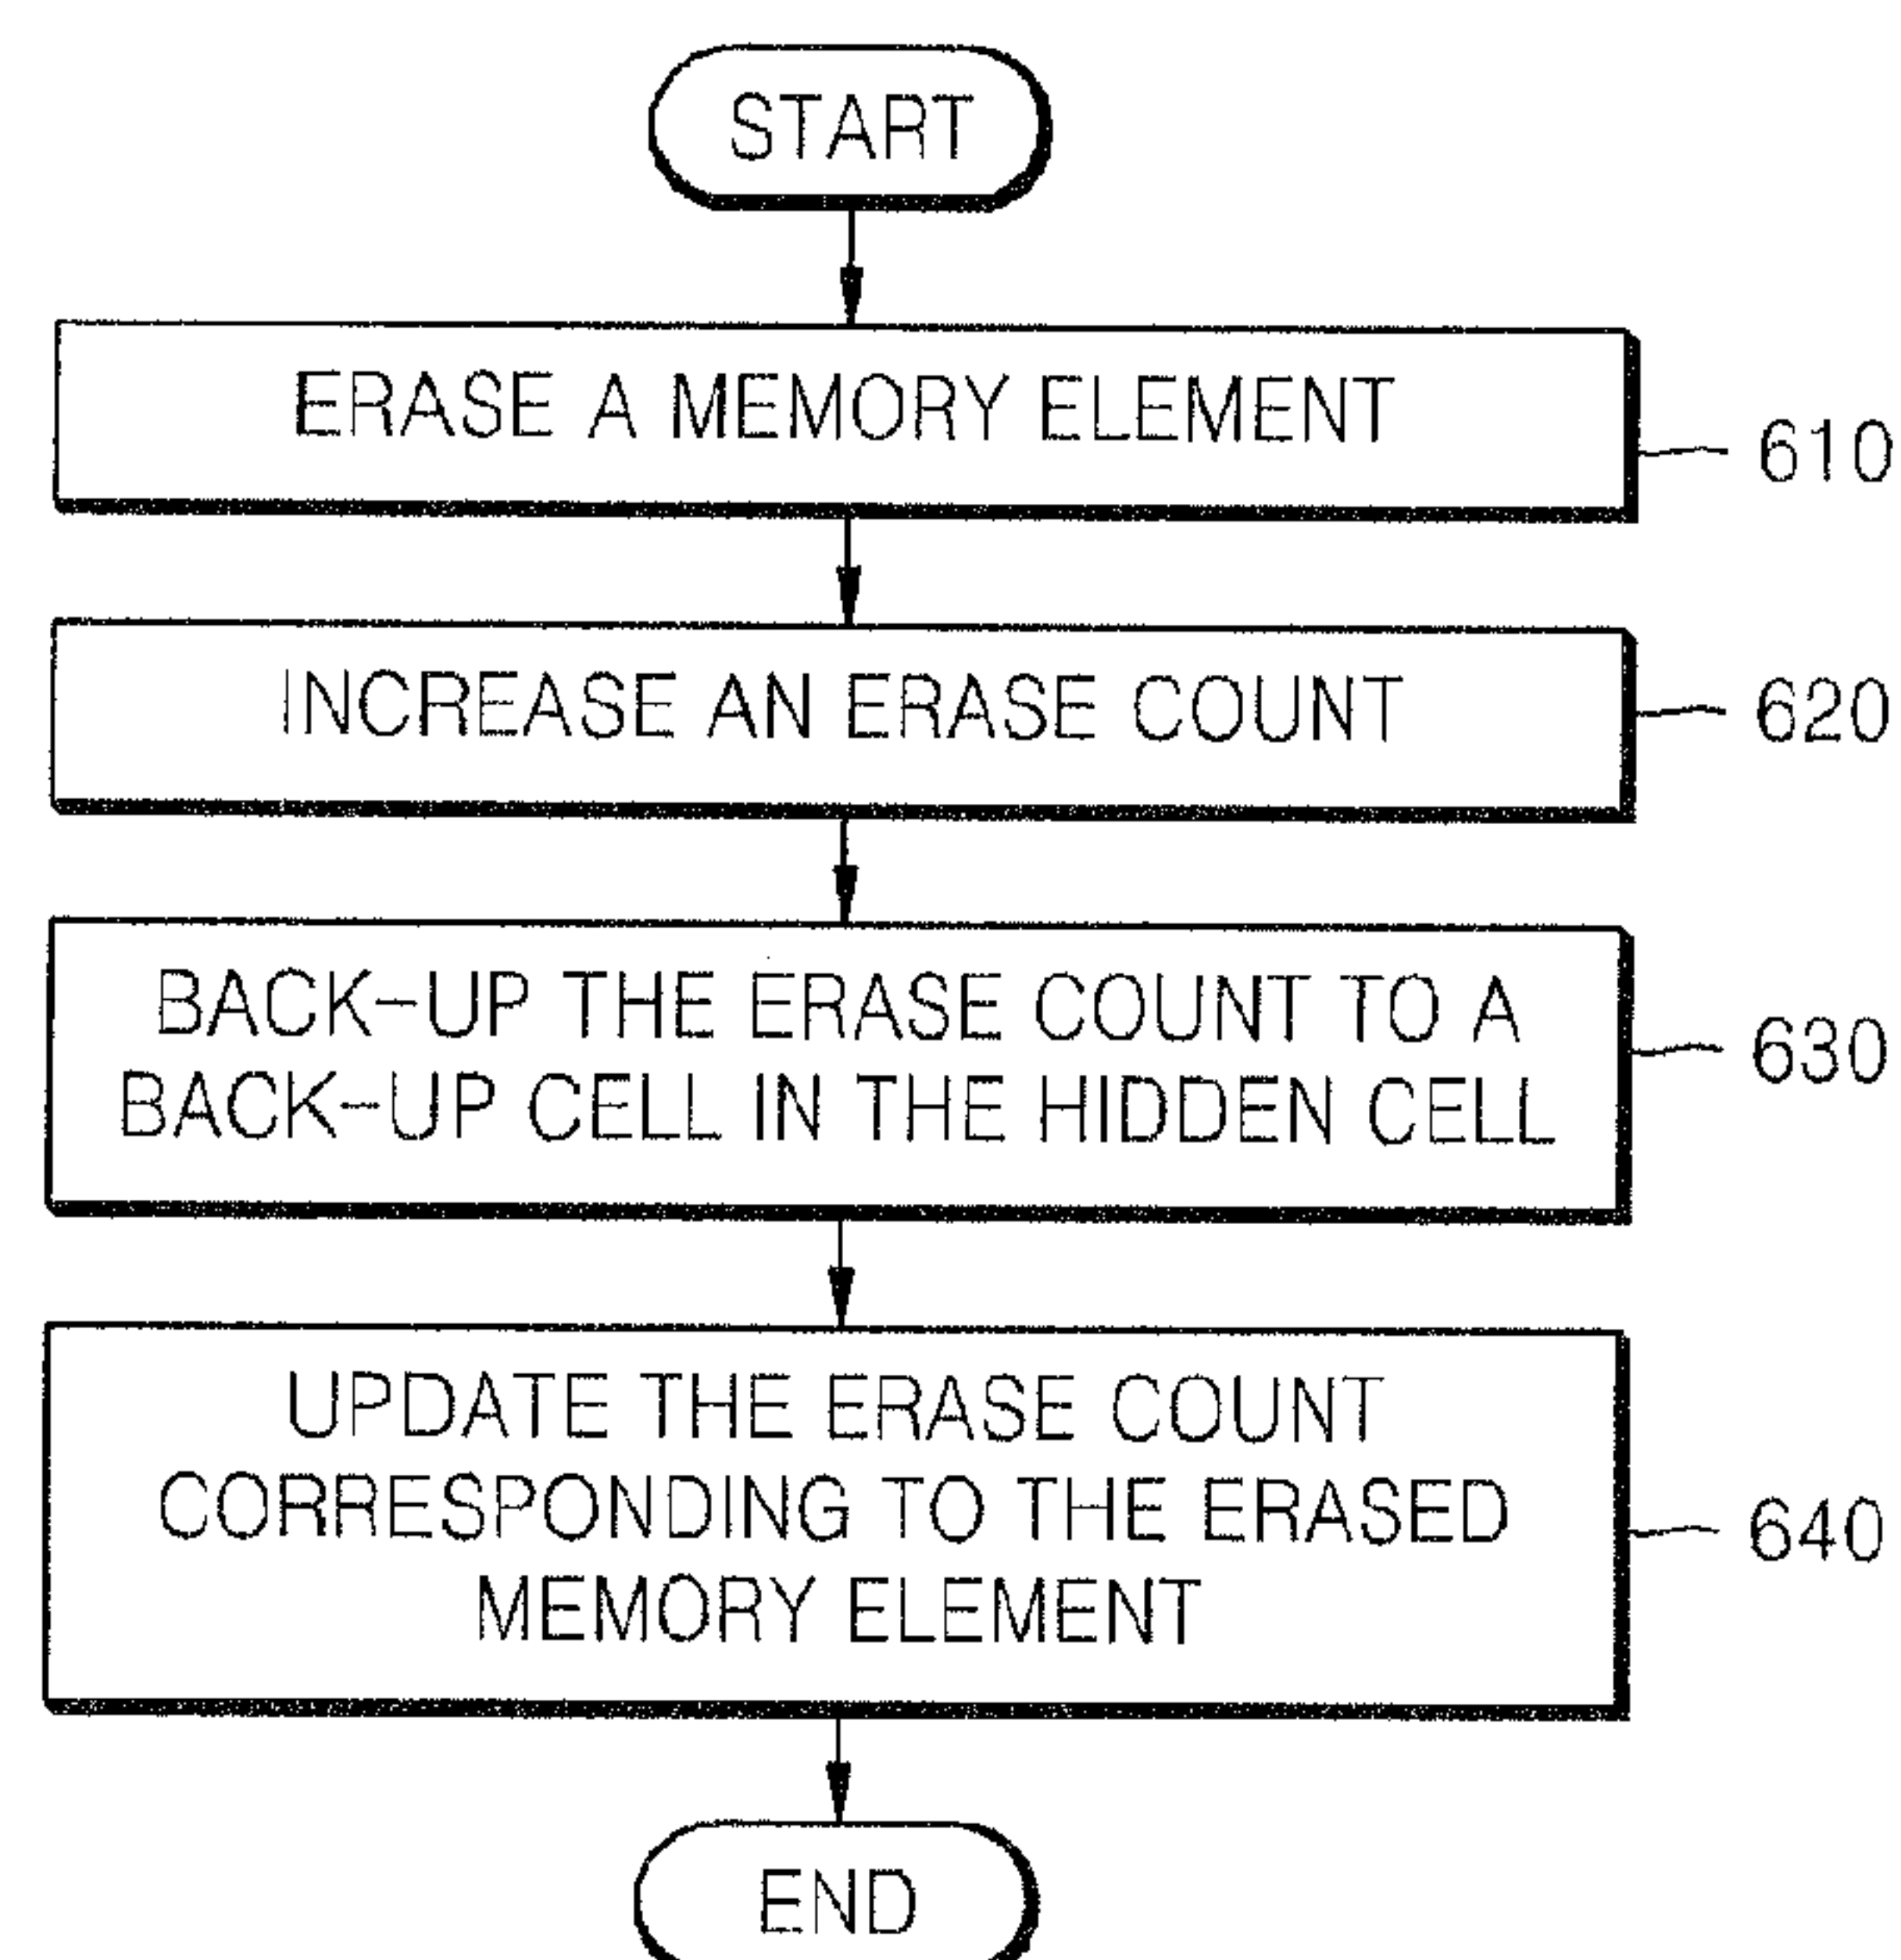 START
ERASE A MEMORY ELEMENT
610
INCREASE AN ERASE COUNT
620
BACK-UP THE ERASE COUNT TO A
BACK-UP CELL IN THE HIDDEN CELL
630
UPDATE THE ERASE COUNT
CORRESPONDING TO THE ERASED
MEMORY ELEMENT
640
END